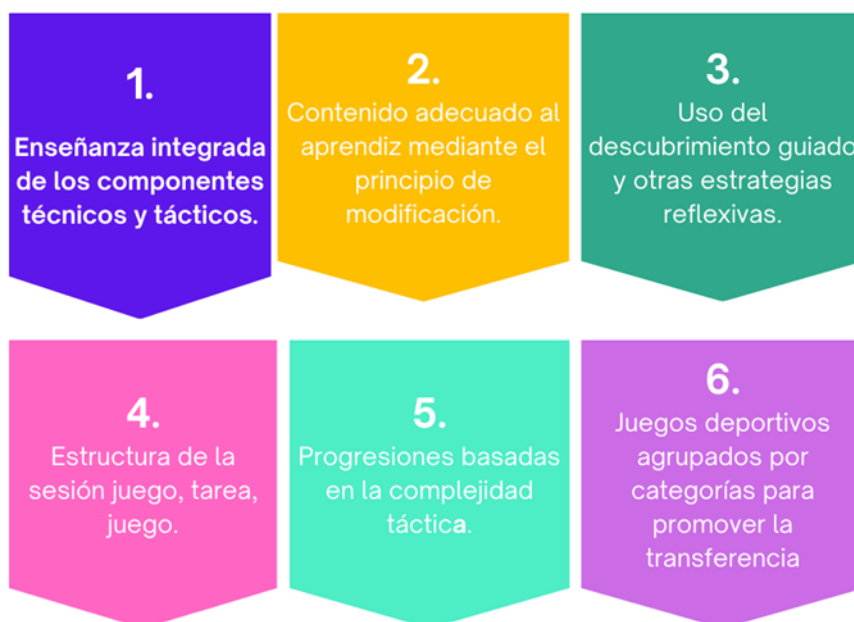 1.
Enseñanza integrada
de los componentes
técnicos y tácticos.
2.
Contenido adecuado al
aprendiz mediante el
principio de
modificación.
3.
Uso del
descubrimiento guiado
y otras estrategias
reflexivas.
4.
Estructura de la
sesión juego, tarea,
juego.
5.
Progresiones basadas
en la complejidad
táctica.
6.
Juegos deportivos
agrupados por
categorías para
promover la
transferencia